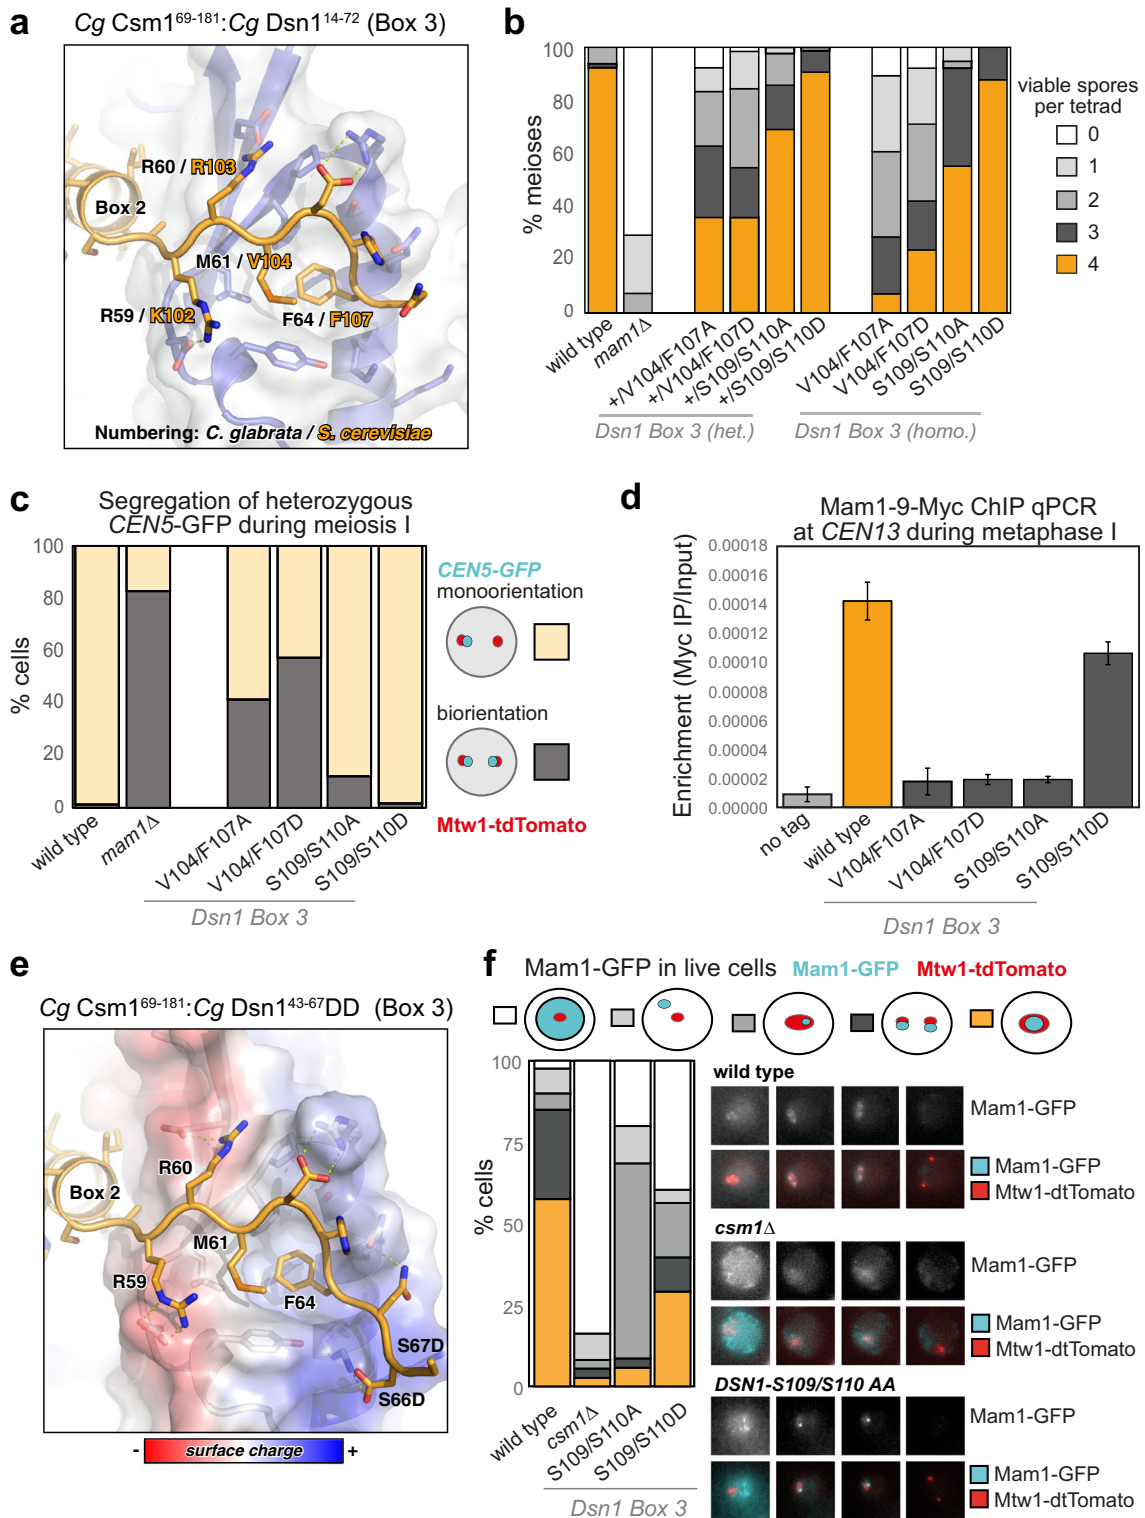 a
Cg Csm1⁶⁹⁻¹⁸¹:Cg Dsn1¹⁴⁻⁷² (Box 3)
R60 / R103
Box 2
M61 / V104
R59 / K102
F64 / F107
Numbering: C. glabrata / S. cerevisiae
b
% meioses
100
80
60
40
20
0
wild type
mam1Δ
+/V104/F107A
+/V104/F107D
+/S109/S110A
+/S109/S110D
V104/F107A
V104/F107D
S109/S110A
S109/S110D
Dsn1 Box 3 (het.)
Dsn1 Box 3 (homo.)
viable spores
per tetrad
0
1
2
3
4
c
Segregation of heterozygous
CEN5-GFP during meiosis I
% cells
100
80
60
40
20
0
wild type
mam1Δ
V104/F107A
V104/F107D
S109/S110A
S109/S110D
Dsn1 Box 3
CEN5-GFP
monoorientation
biorientation
Mtw1-tdTomato
d
Mam1-9-Myc ChIP qPCR
at CEN13 during metaphase I
Enrichment (Myc IP/Input)
0.00018
0.00016
0.00014
0.00012
0.00010
0.00008
0.00006
0.00004
0.00002
0.00000
no tag
wild type
V104/F107A
V104/F107D
S109/S110A
S109/S110D
Dsn1 Box 3
e
Cg Csm1⁶⁹⁻¹⁸¹:Cg Dsn1⁴³⁻⁶⁷DD (Box 3)
R60
Box 2
M61
R59
F64
S67D
S66D
- surface charge +
f
Mam1-GFP in live cells Mam1-GFP Mtw1-tdTomato
% cells
100
75
50
25
0
wild type
csm1Δ
S109/S110A
S109/S110D
Dsn1 Box 3
wild type
Mam1-GFP
Mam1-GFP
Mtw1-dtTomato
csm1Δ
Mam1-GFP
Mam1-GFP
Mtw1-dtTomato
DSN1-S109/S110 AA
Mam1-GFP
Mam1-GFP
Mtw1-dtTomato